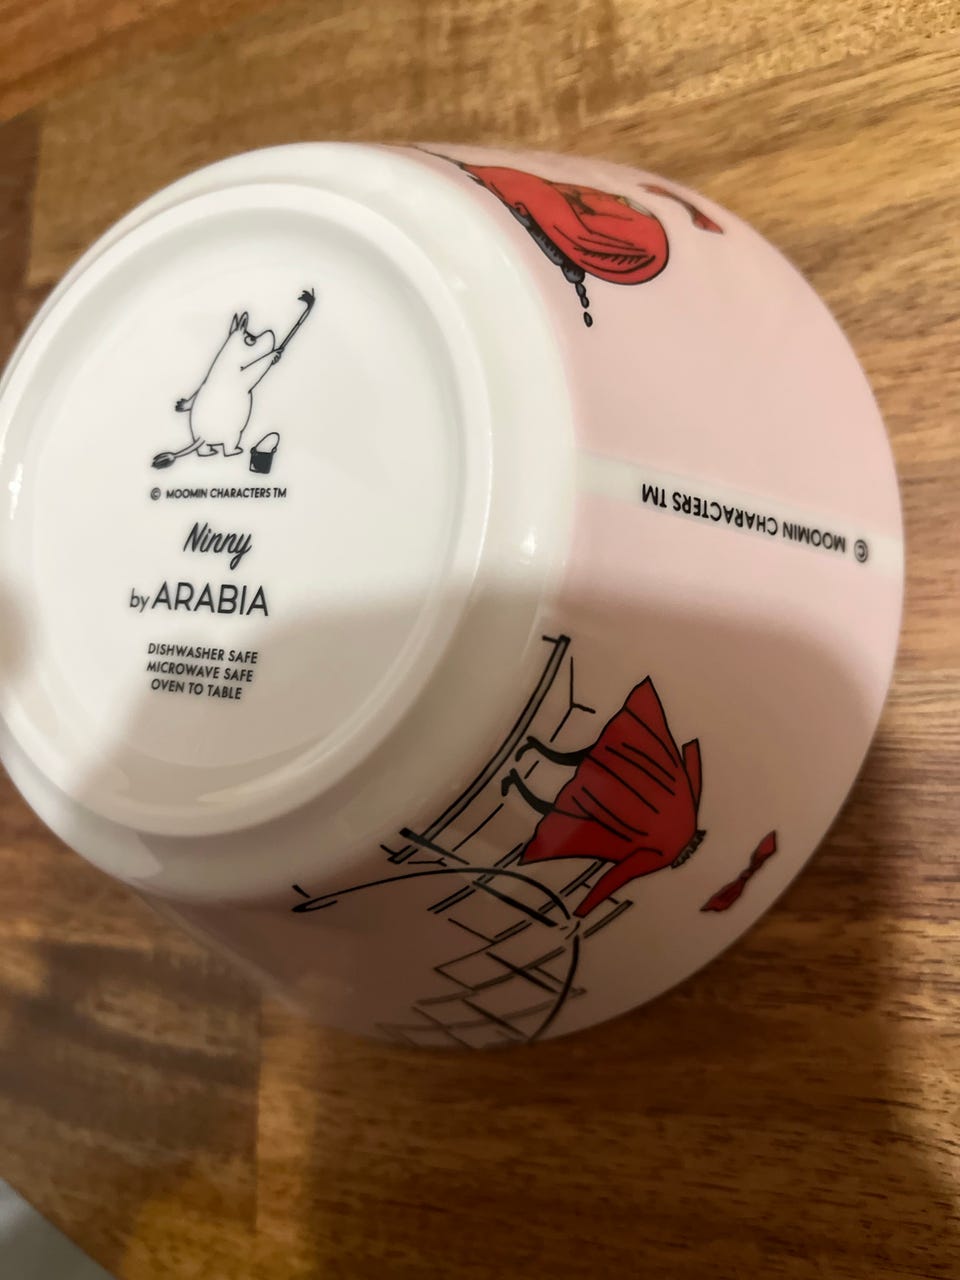 © MOOMIN CHARACTERS TM
Ninny
by ARABIA
DISHWASHER SAFE
MICROWAVE SAFE
OVEN TO TABLE
© MOOMIN CHARACTERS TM